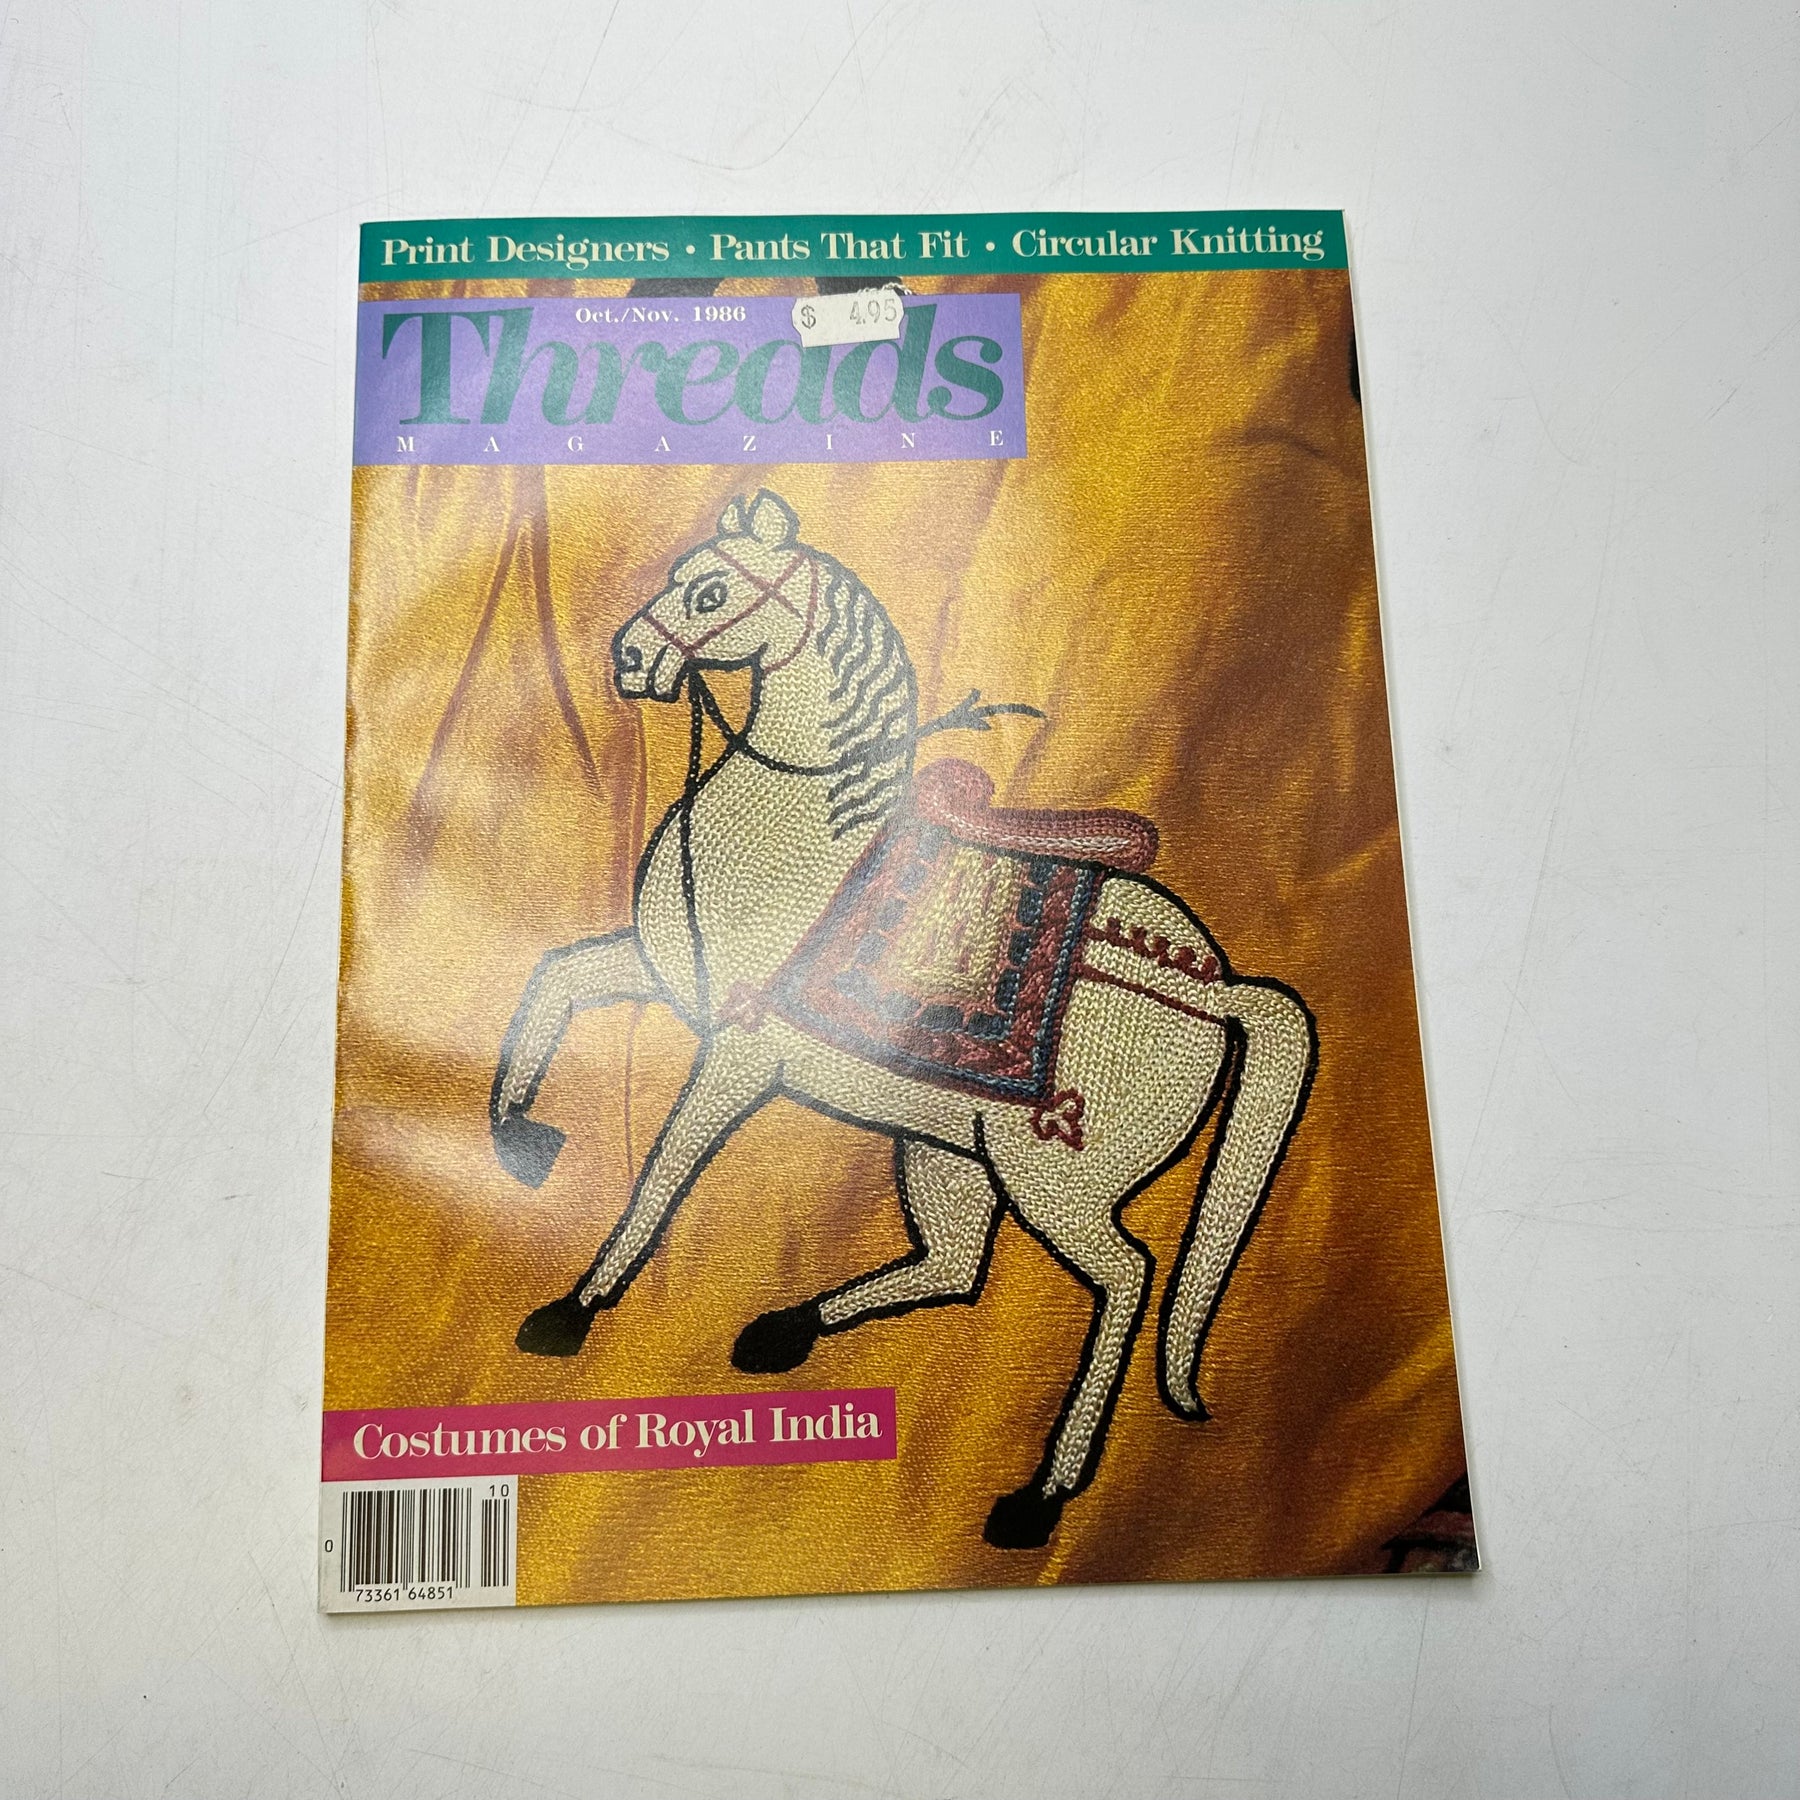 Print Designers • Pants That Fit • Circular Knitting
Oct./Nov. 1986
$ 4.95
Threads
MAGAZINE
Costumes of Royal India
10
0
73361 64851